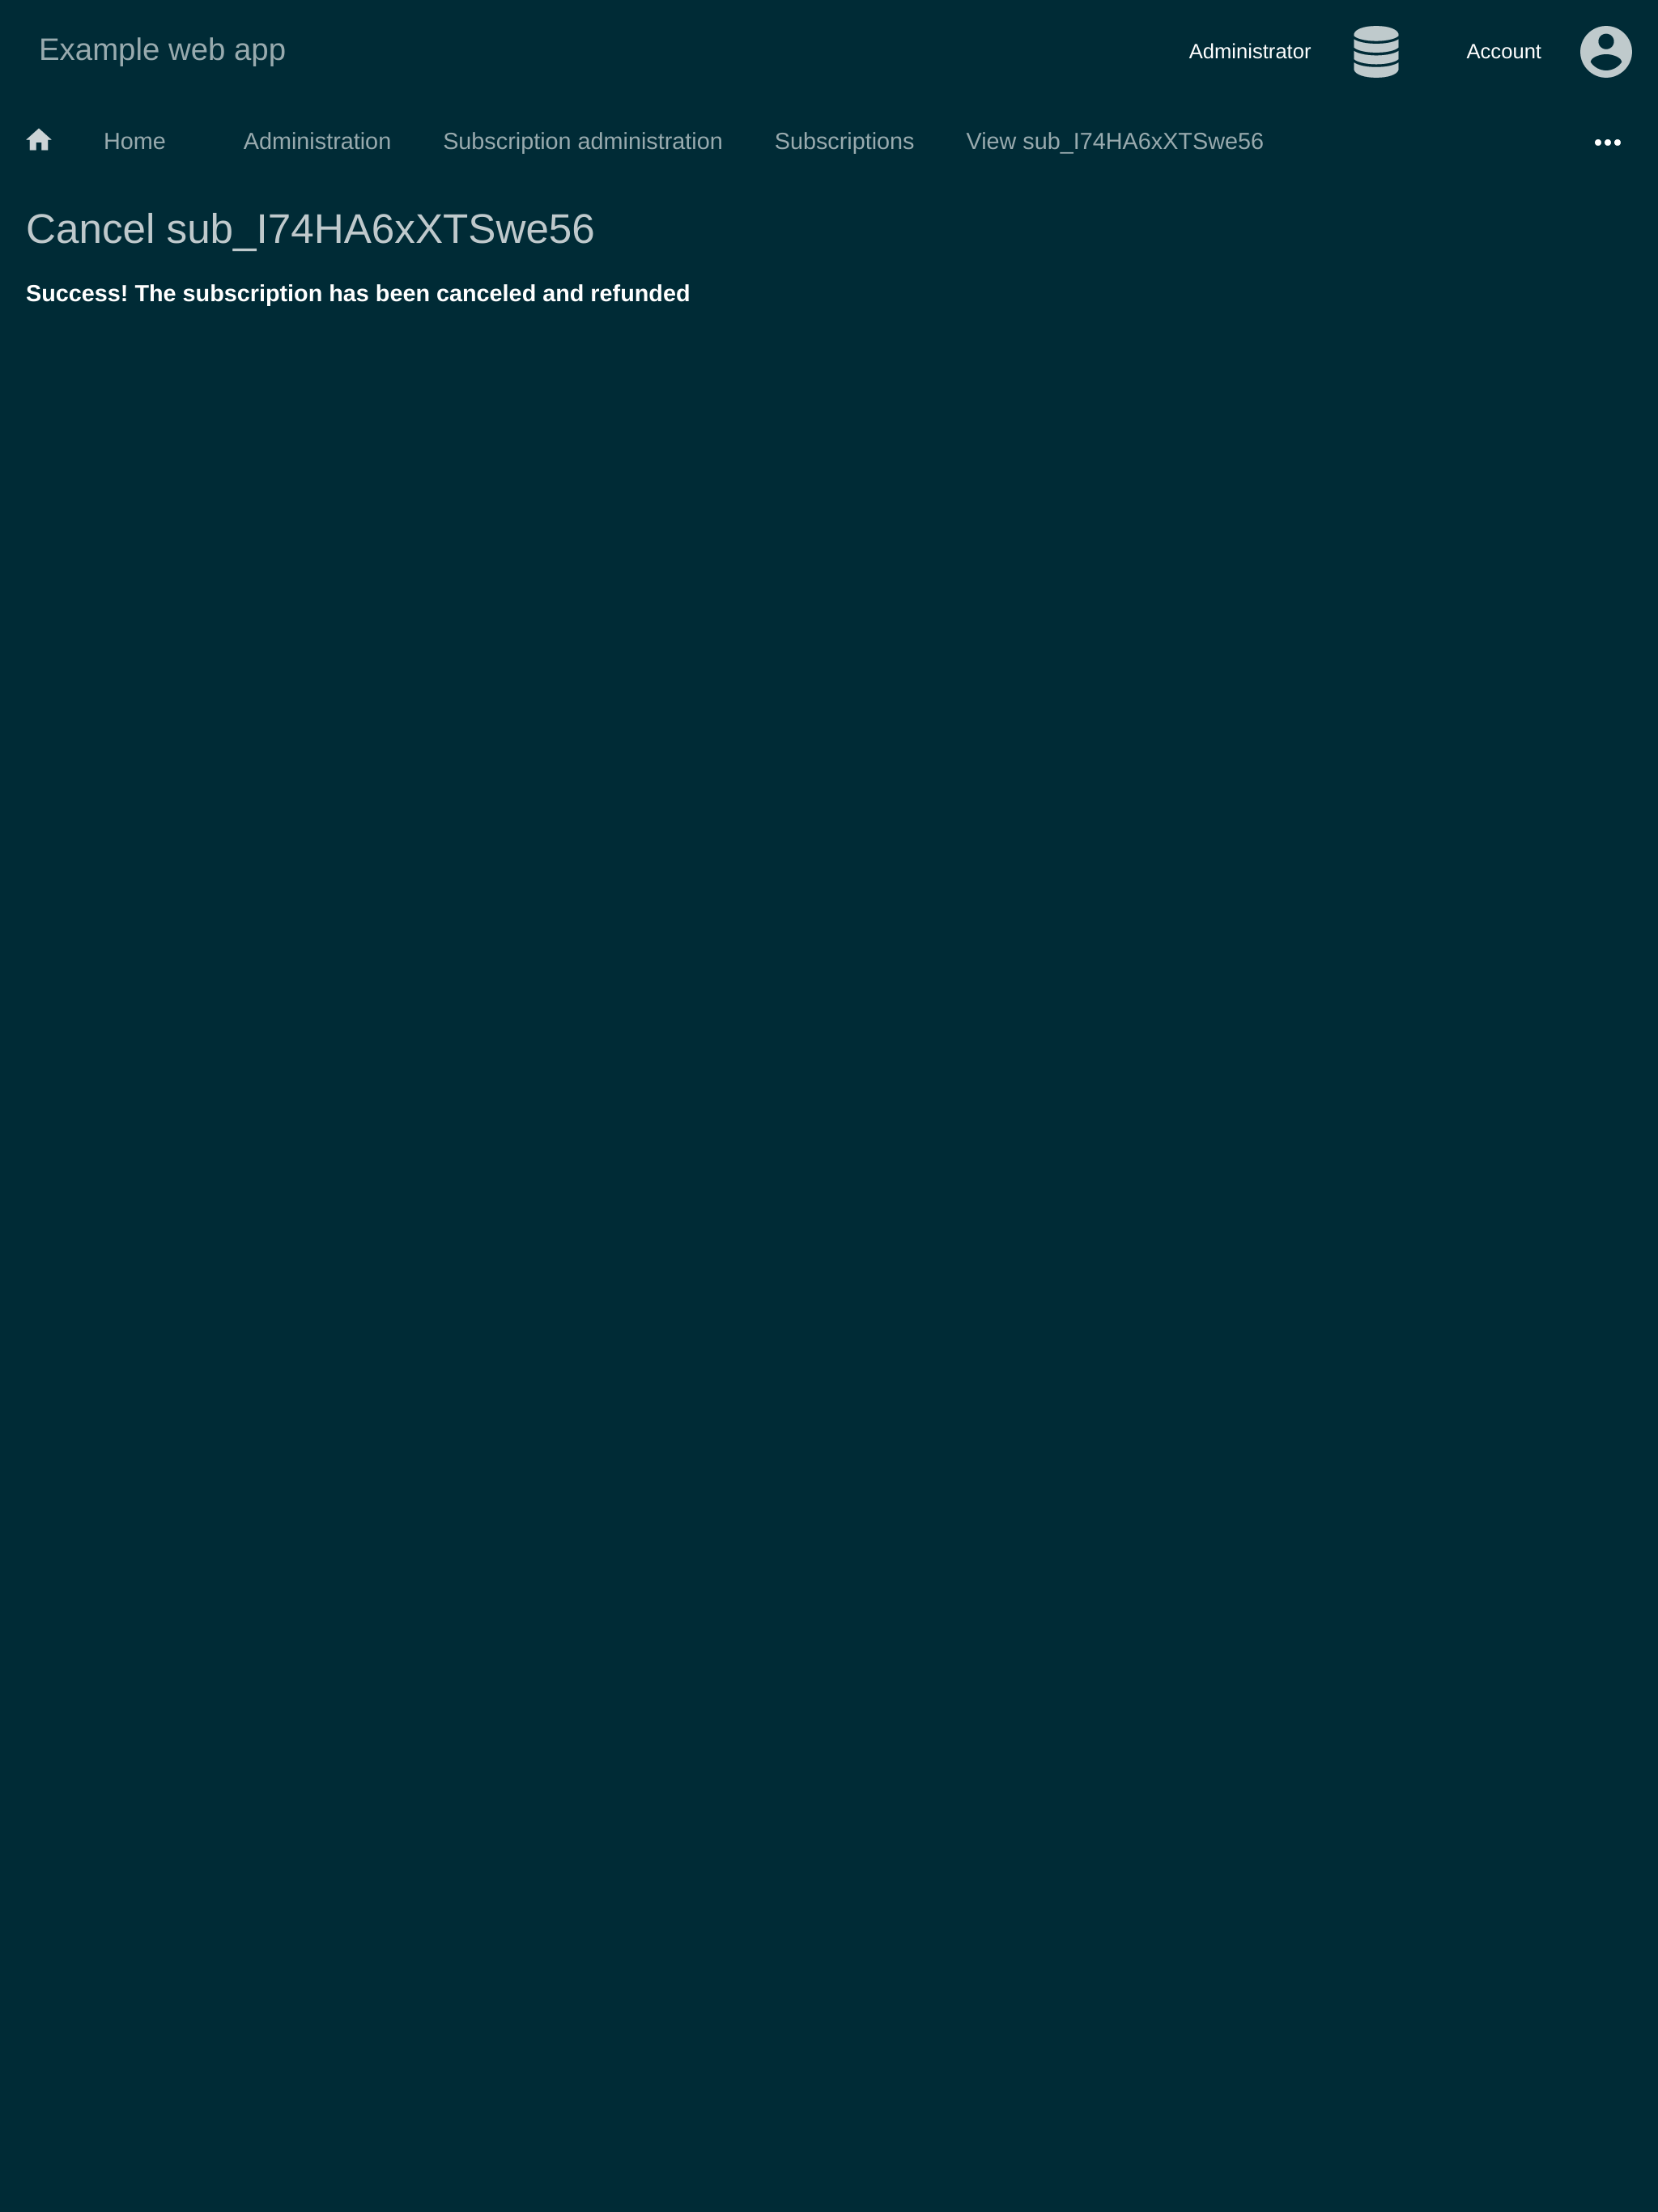 Example web app
Administrator
Account
Home
Administration
Subscription administration
Subscriptions
View sub_I74HA6xXTSwe56
Cancel sub_I74HA6xXTSwe56
Success! The subscription has been canceled and refunded